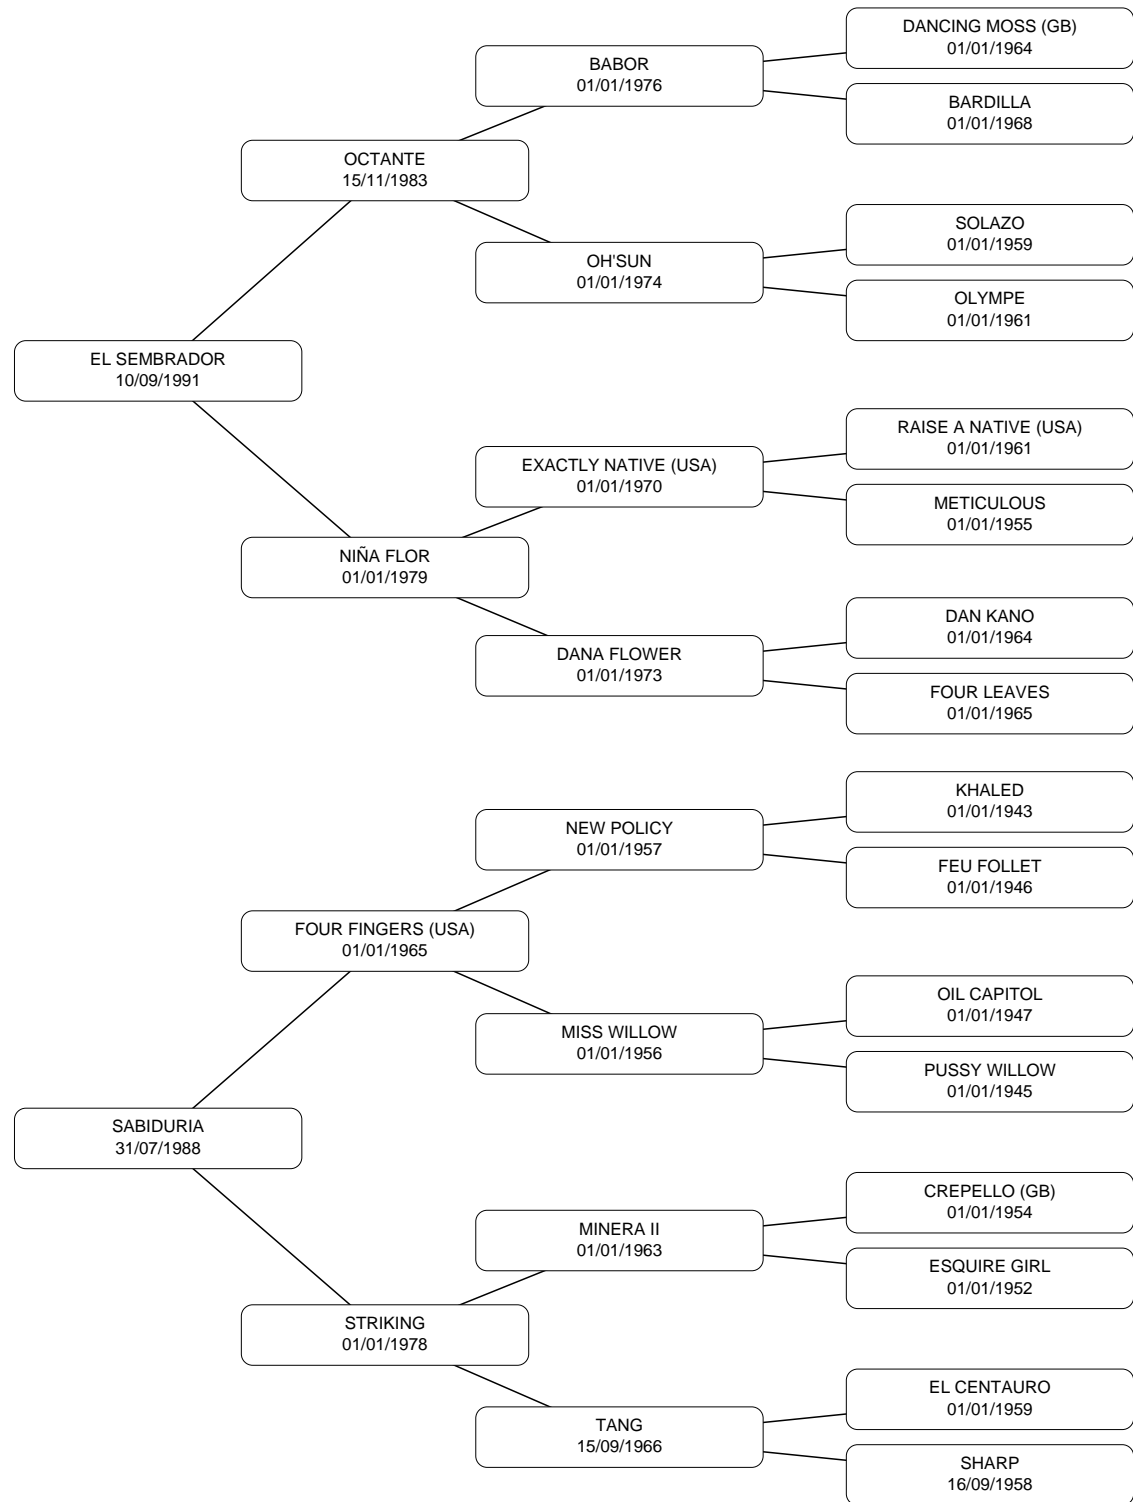 DANCING MOSS (GB)
01/01/1964
BABOR
01/01/1976
BARDILLA
01/01/1968
OCTANTE
15/11/1983
SOLAZO
01/01/1959
OH'SUN
01/01/1974
OLYMPE
01/01/1961
EL SEMBRADOR
10/09/1991
RAISE A NATIVE (USA)
01/01/1961
EXACTLY NATIVE (USA)
01/01/1970
METICULOUS
01/01/1955
NIÑA FLOR
01/01/1979
DAN KANO
01/01/1964
DANA FLOWER
01/01/1973
FOUR LEAVES
01/01/1965
KHALED
01/01/1943
NEW POLICY
01/01/1957
FEU FOLLET
01/01/1946
FOUR FINGERS (USA)
01/01/1965
OIL CAPITOL
01/01/1947
MISS WILLOW
01/01/1956
PUSSY WILLOW
01/01/1945
SABIDURIA
31/07/1988
CREPELLO (GB)
01/01/1954
MINERA II
01/01/1963
ESQUIRE GIRL
01/01/1952
STRIKING
01/01/1978
EL CENTAURO
01/01/1959
TANG
15/09/1966
SHARP
16/09/1958